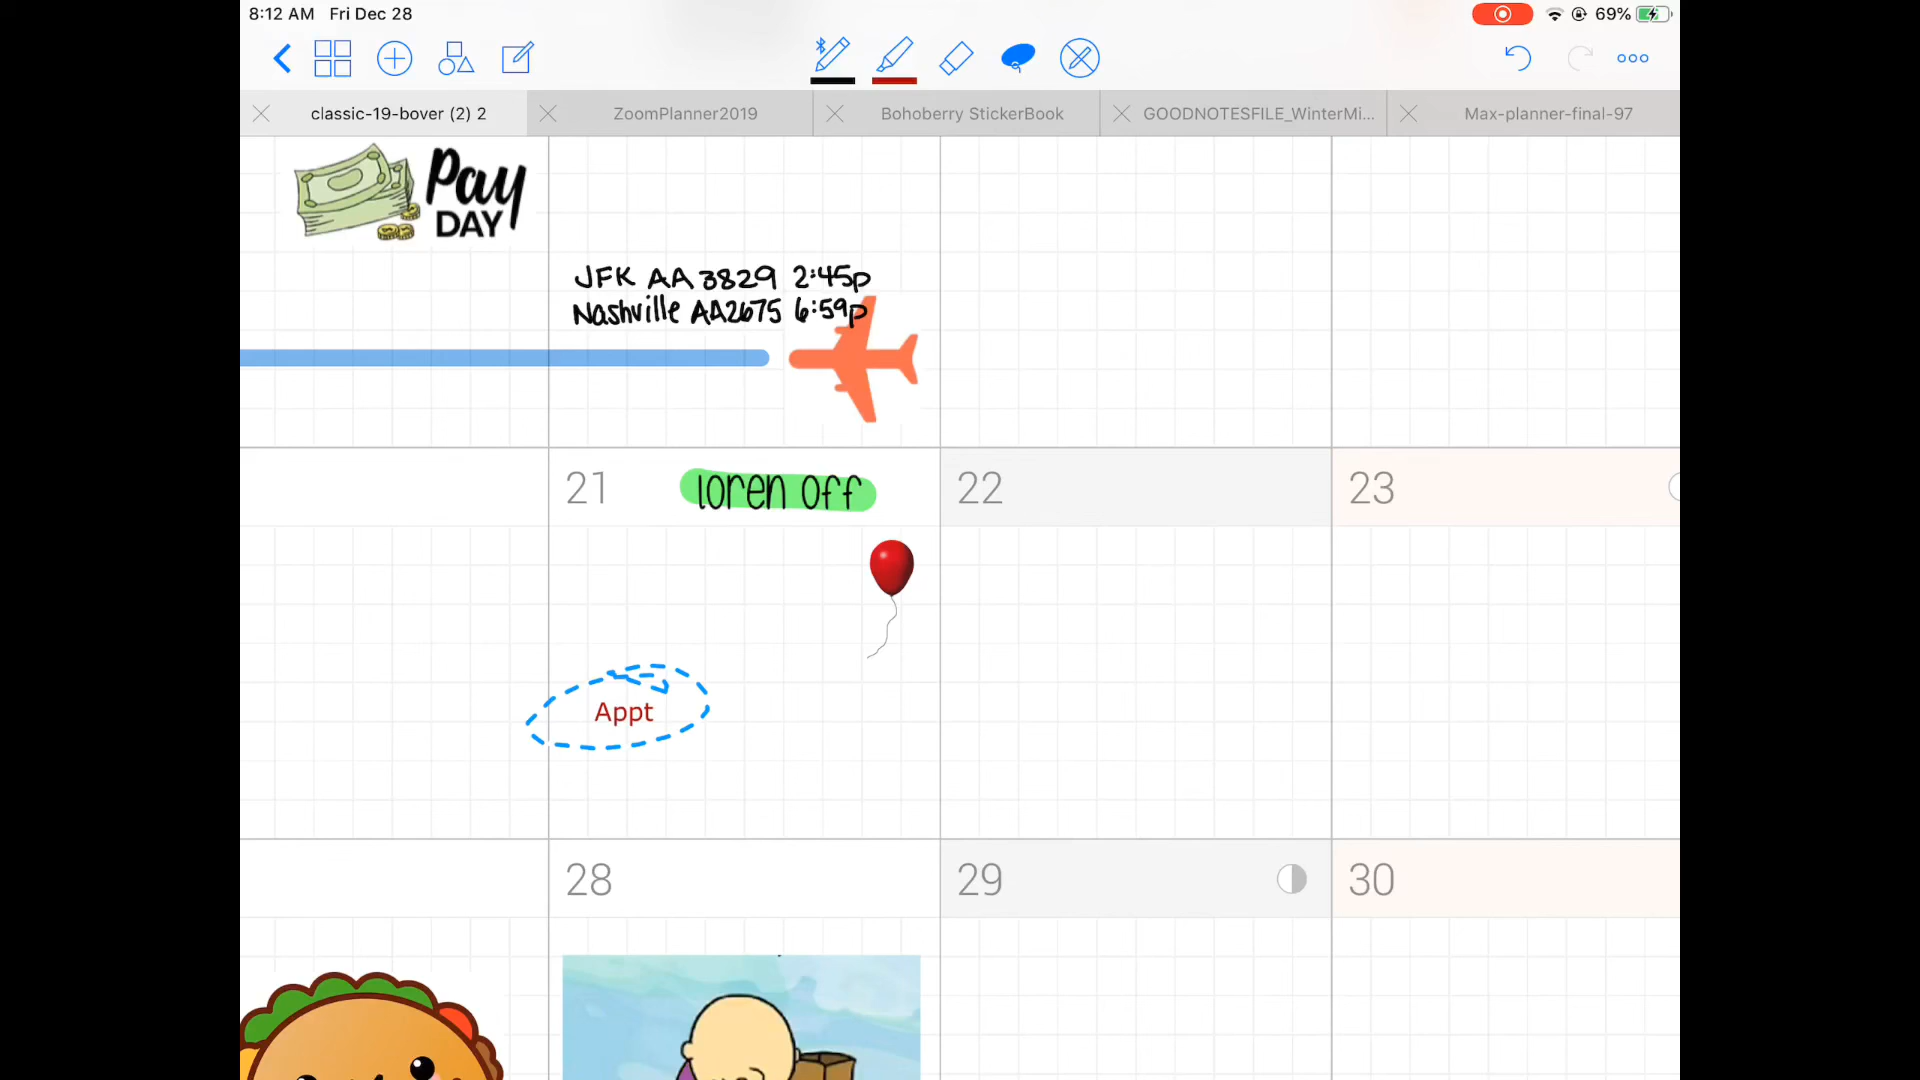 8:12 AM Fri Dec 28
69%
classic-19-bover (2) 2
ZoomPlanner2019
Bohoberry StickerBook
GOODNOTESFILE_WinterMi...
Max-planner-final-97
Pay
DAY
JFK AA 3829 2:45p
Nashville AA2675 6:59p
21
loren off
22
23
Appt
28
29
30